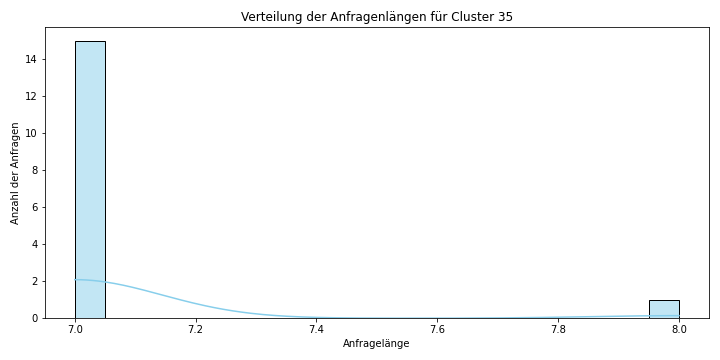 Verteilung der Anfragenlängen für Cluster 35
Anzahl der Anfragen
14
12
10
8
6
4
2
0
7.0 7.2 7.4 7.6 7.8 8.0
Anfragelänge